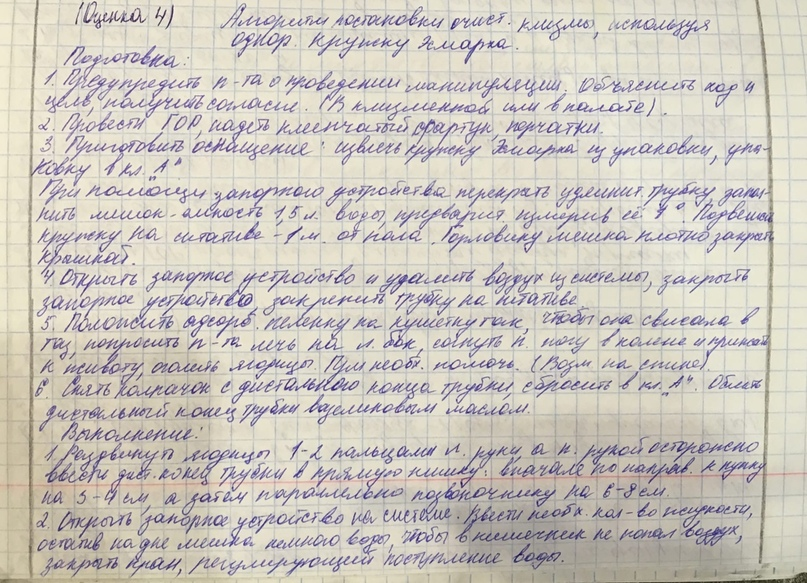 (Оценка 4) Алгоритм постановки очист. клизмы, используя
однор. кружку Эсмарха.
Подготовка:
1. Предупредить п-та о проведении манипуляции. Объяснить ход и
цель, получить согласие. (В клизменной или в палате).
2. Провести ГОР, надеть клеенчатый фартук, перчатки.
3. Приготовить оснащение: извлечь кружку Эсмарха из упаковки, упа-
ковку в кл. "А"
При помощи запорного устройства перекрыть удлинит. трубку, запол-
нить мешок-емкость 1,5 л. воды, предварит. измерив её t°. Подвесить
кружку на штативе - 1 м. от пола. Горловину мешка плотно закрыть
крышкой.
4. Открыть запорное устройство и удалить воздух из системы, закрыть
запорное устройство, закрепить трубку на штативе.
5. Положить адсорб. пеленку на кушетку так, чтобы она свисала в
таз, попросить п-та лечь на л. бок, согнуть н. ногу в колене и прижать
к животу, оголить ягодицы. При необх. помочь. (Возм. на спине)
6. Снять колпачок с дистального конца трубки, сбросить в кл. "А". Облить
дистальный конец трубки вазелиновым маслом.
Выполнение:
1. Раздвинуть ягодицы 1-2 пальцами л. руки, а п. рукой осторожно
ввести дист. конец трубки в прямую кишку: вначале по направ. к пупку
на 3-4 см, а затем параллельно позвоночнику на 6-8 см.
2. Открыть запорное устройство на системе. Ввести необх. кол-во жидкости,
оставив на дне мешка немного воды, чтобы в кишечник не попал воздух,
закрыть кран, регулирующий поступление воды.